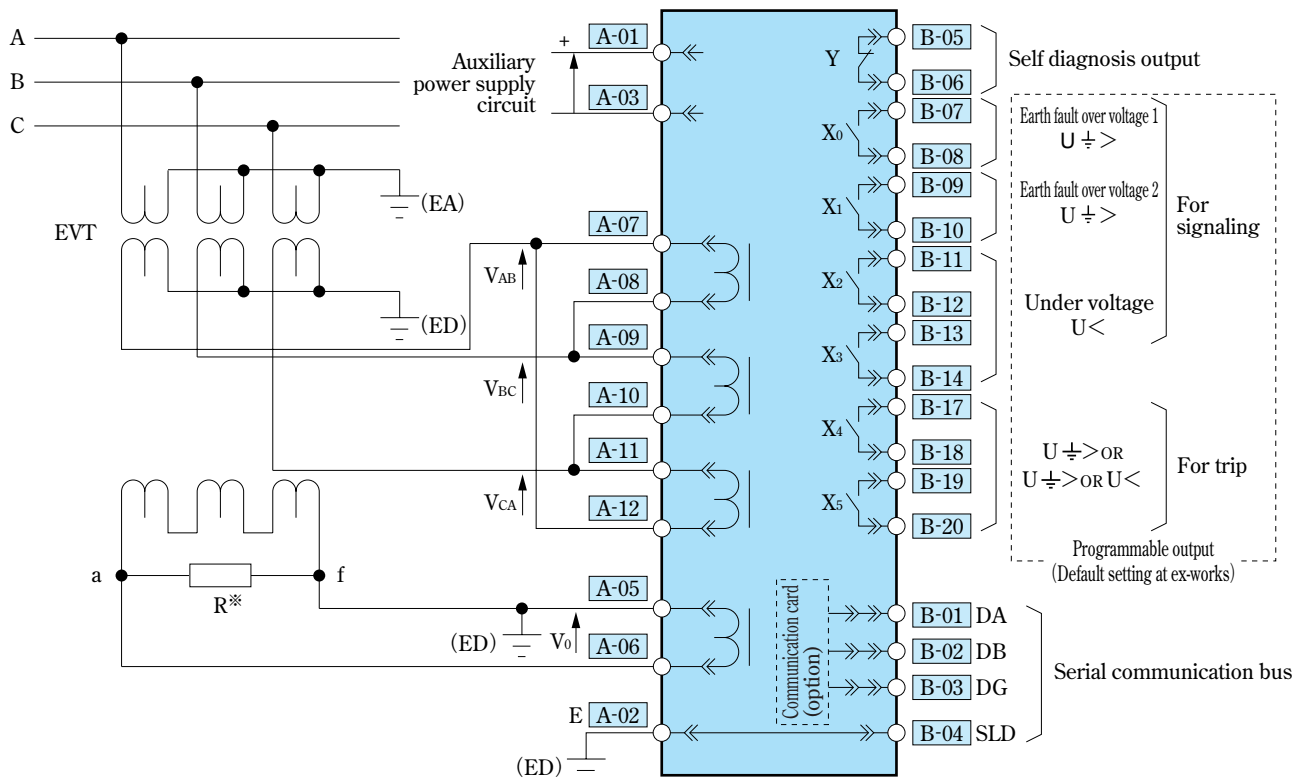 A
B
C
EVT
(EA)
(ED)
Auxiliary
power supply
circuit
+
A-01
A-03
A-07
VAB
A-08
A-09
VBC
A-10
A-11
VCA
A-12
a
R※
f
A-05
(ED)
V0
A-06
E A-02
(ED)
Y
X0
X1
X2
X3
X4
X5
Communication card
(option)
B-05
B-06
Self diagnosis output
B-07
B-08
Earth fault over voltage 1
U⏚>
B-09
B-10
Earth fault over voltage 2
U⏚>
For
signaling
B-11
B-12
B-13
B-14
Under voltage
U<
B-17
B-18
B-19
B-20
U⏚>OR
U⏚>OR U<
For trip
Programmable output
(Default setting at ex-works)
B-01 DA
B-02 DB
B-03 DG
B-04 SLD
Serial communication bus